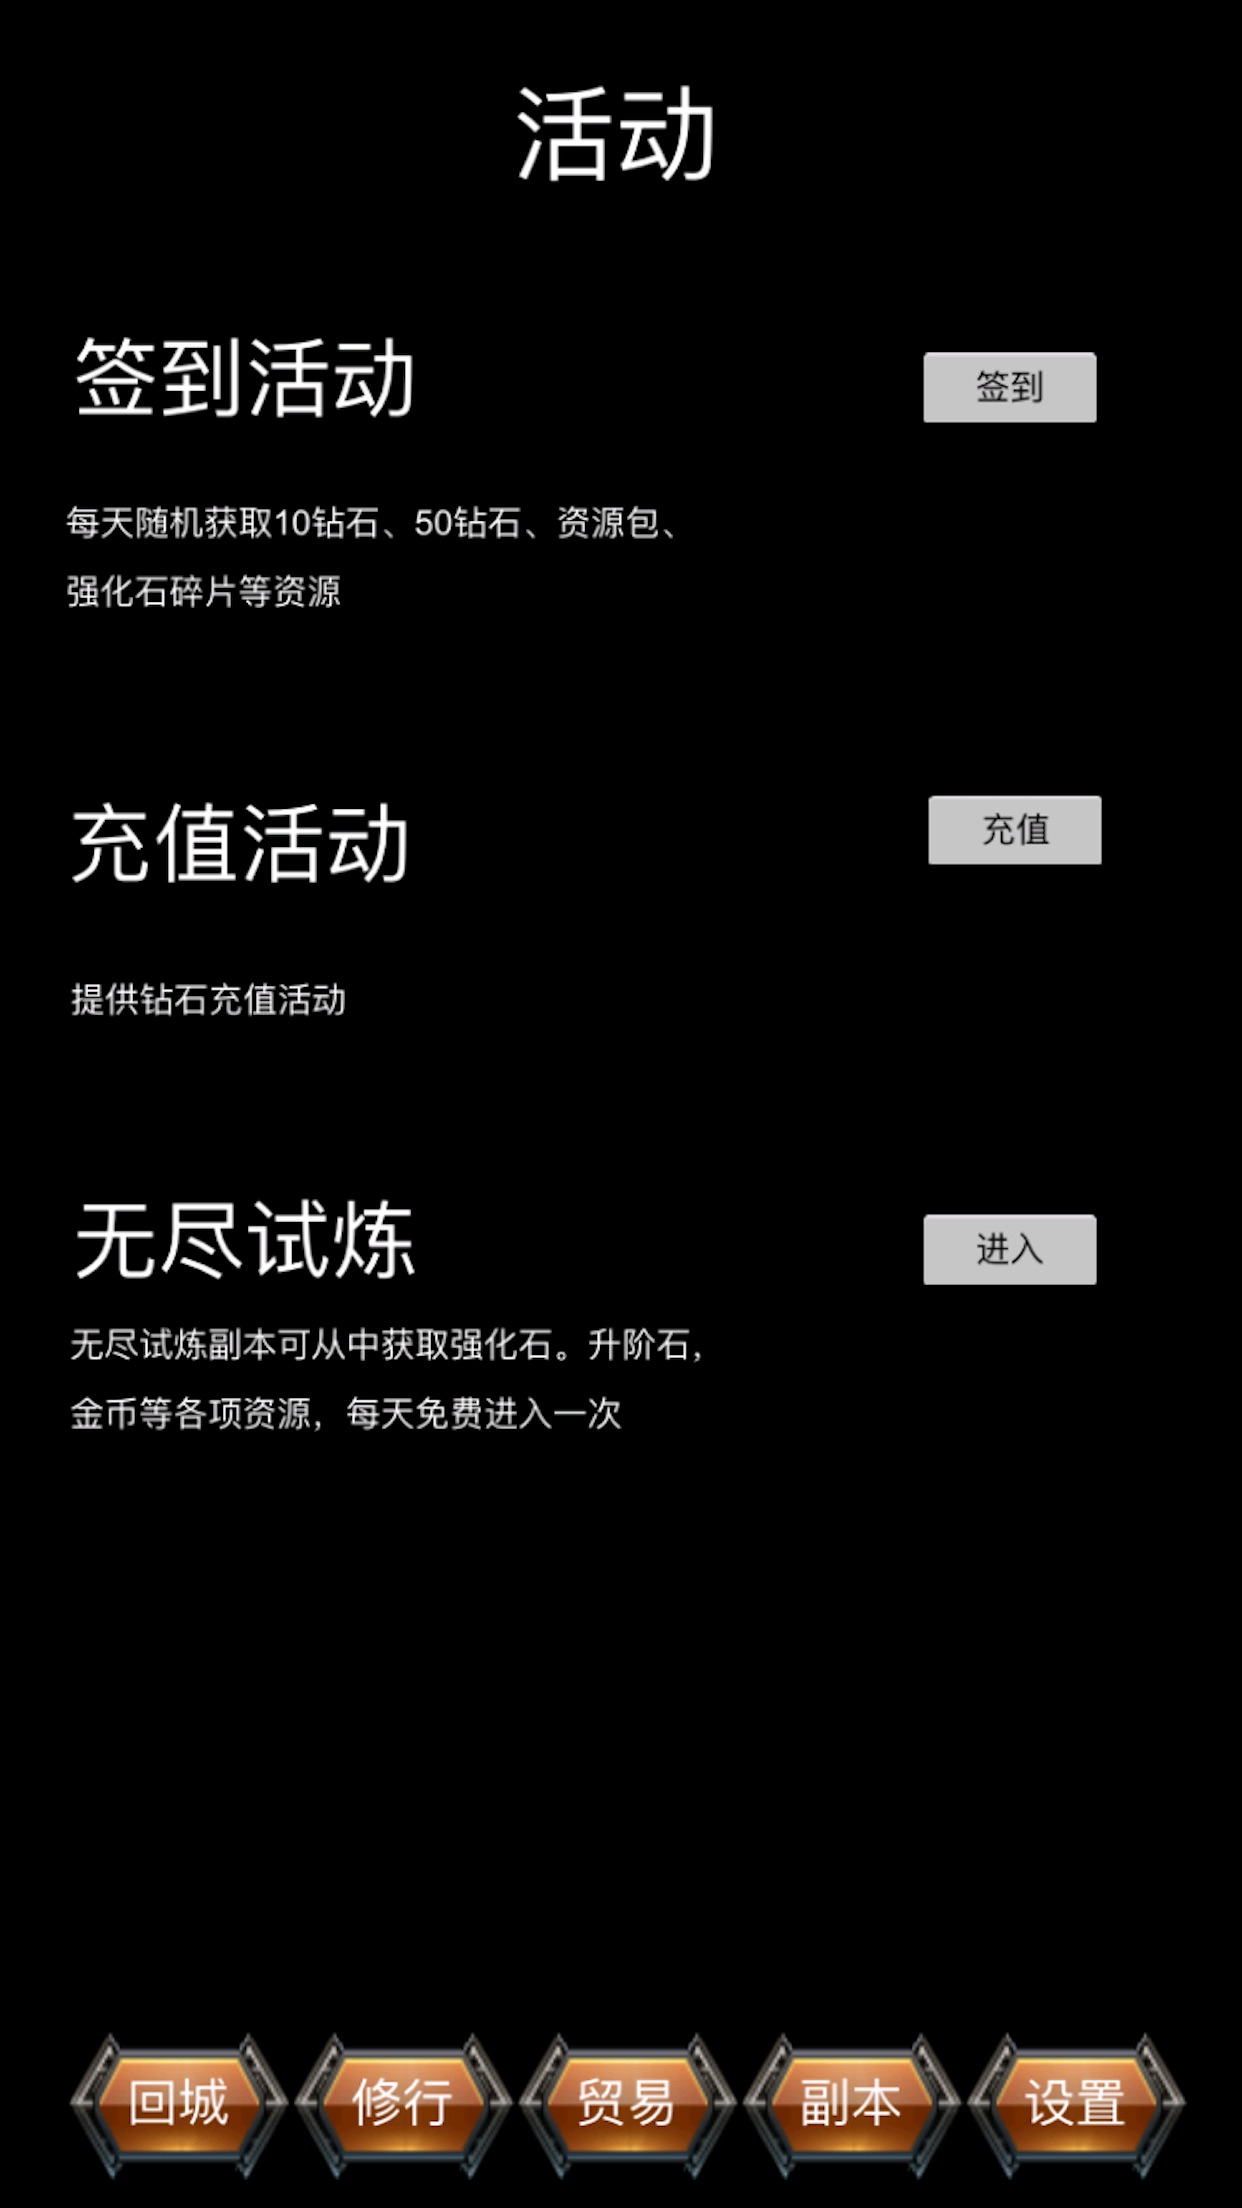 活动
签到活动
签到
每天随机获取10钻石、50钻石、资源包、
强化石碎片等资源
充值活动
充值
提供钻石充值活动
无尽试炼
进入
无尽试炼副本可从中获取强化石。升阶石，
金币等各项资源，每天免费进入一次
回城
修行
贸易
副本
设置